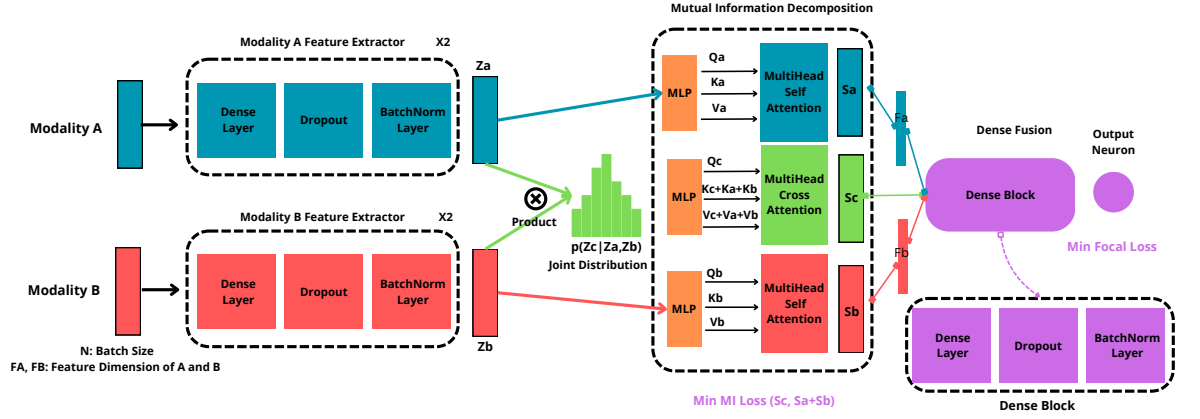 Mutual Information Decomposition
Modality A Feature Extractor X2
Za
Modality A
Dense
Layer
Dropout
BatchNorm
Layer
MLP
Qa
Ka
Va
MultiHead
Self
Attention
Sa
Fa
Product
p(Zc|Za,Zb)
Joint Distribution
MLP
Qc
Kc+Ka+Kb
Vc+Va+Vb
MultiHead
Cross
Attention
Sc
Dense Fusion
Dense Block
Output
Neuron
Min Focal Loss
Modality B Feature Extractor X2
Modality B
Dense
Layer
Dropout
BatchNorm
Layer
Zb
MLP
Qb
Kb
Vb
MultiHead
Self
Attention
Sb
Fb
N: Batch Size
FA, FB: Feature Dimension of A and B
Min MI Loss (Sc, Sa+Sb)
Dense
Layer
Dropout
BatchNorm
Layer
Dense Block